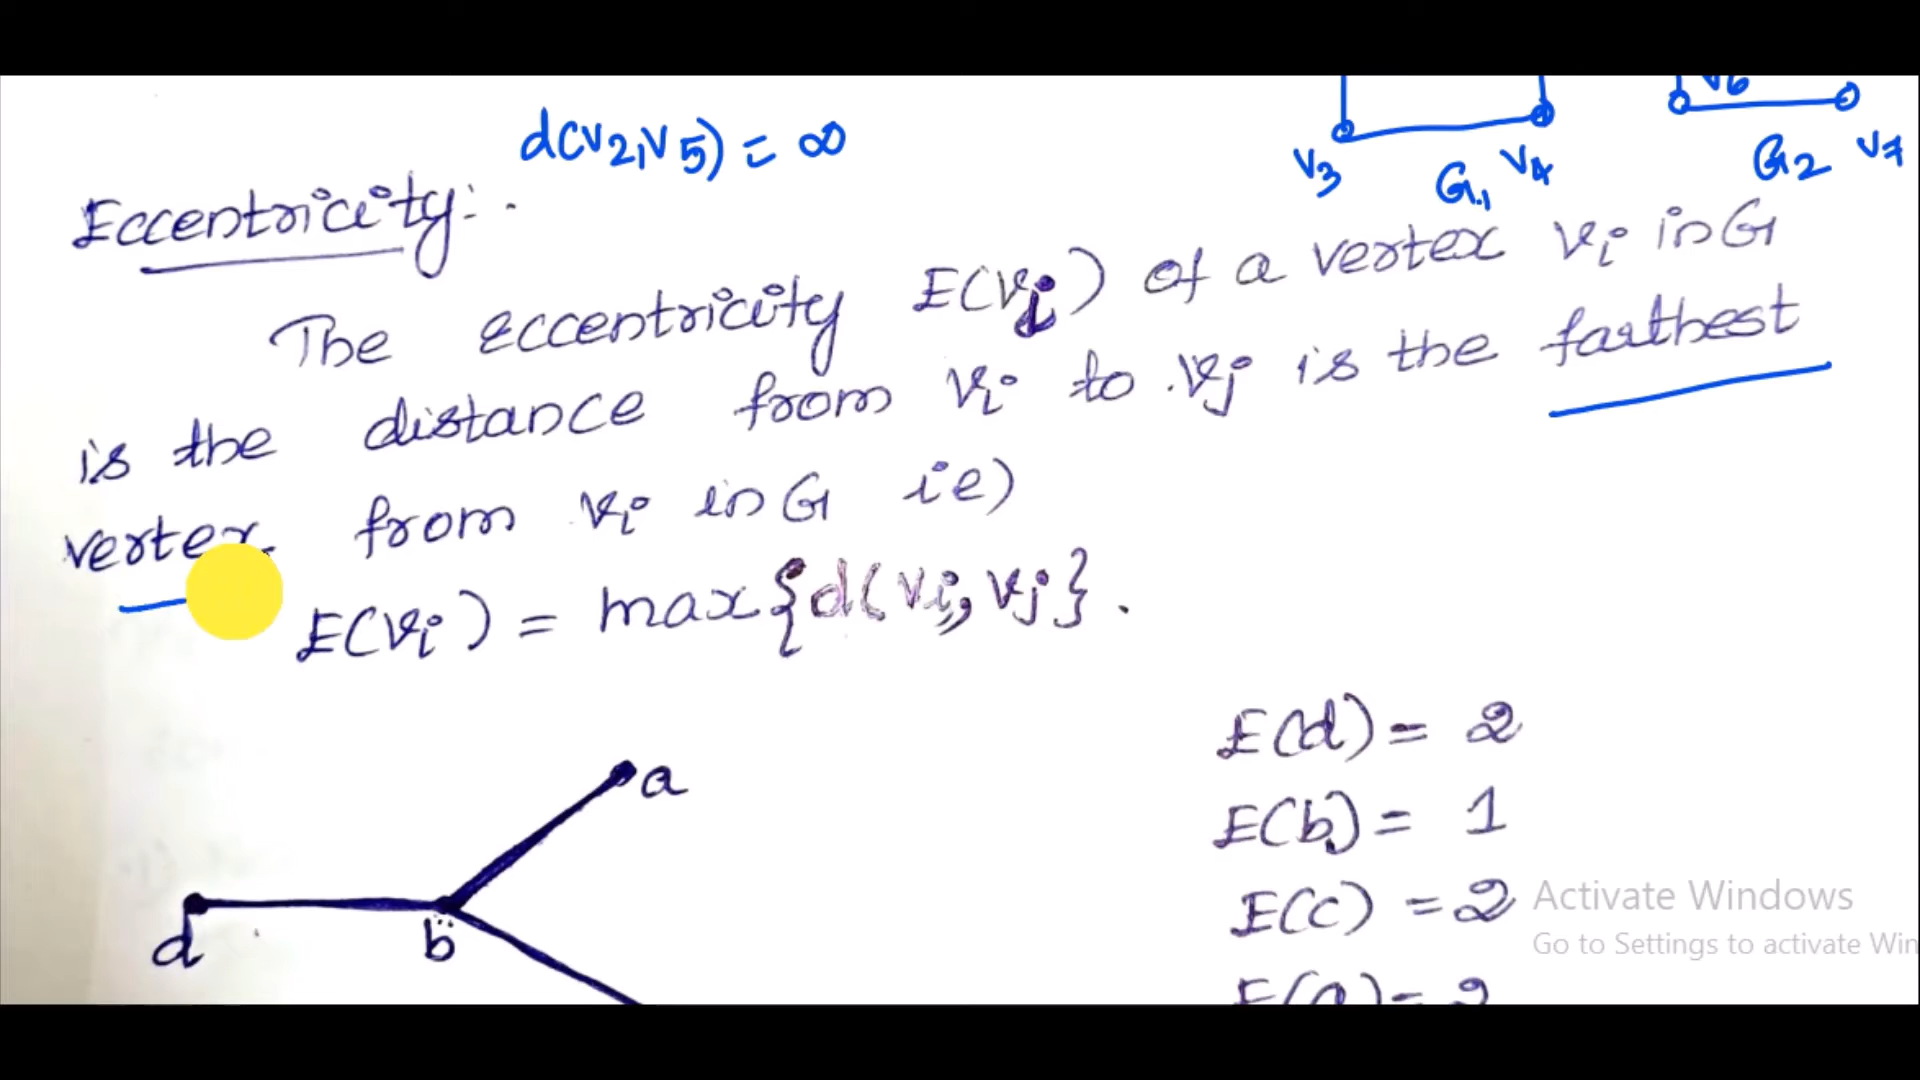 d(v2,v5) = ∞
v6
v3
G1
v4
G2
v7
Eccentricity:.
The eccentricity E(vi) of a vertex vi in G
is the distance from vi to vj is the farthest
vertex from vi in G ie)
E(vi) = max{d(vi, vj}.
a
d
b
E(d) = 2
E(b) = 1
E(c) = 2
E(a) = 2
Activate Windows
Go to Settings to activate Win